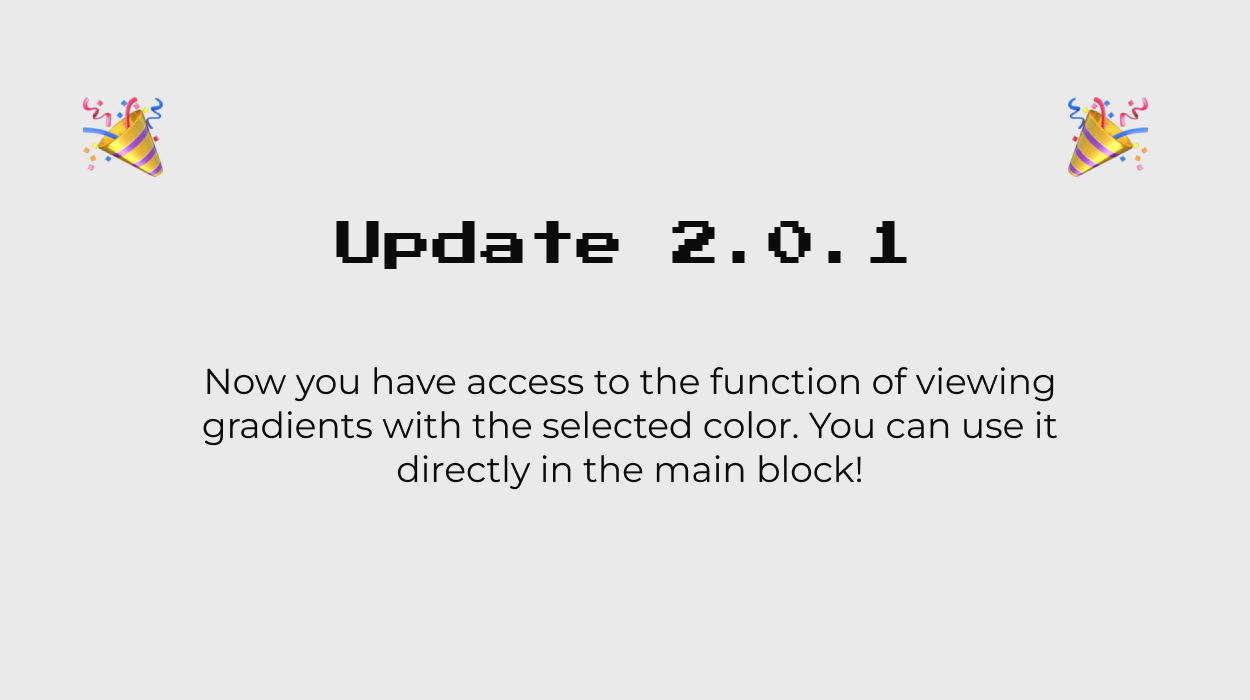 Update 2.0.1
Now you have access to the function of viewing
gradients with the selected color. You can use it
directly in the main block!